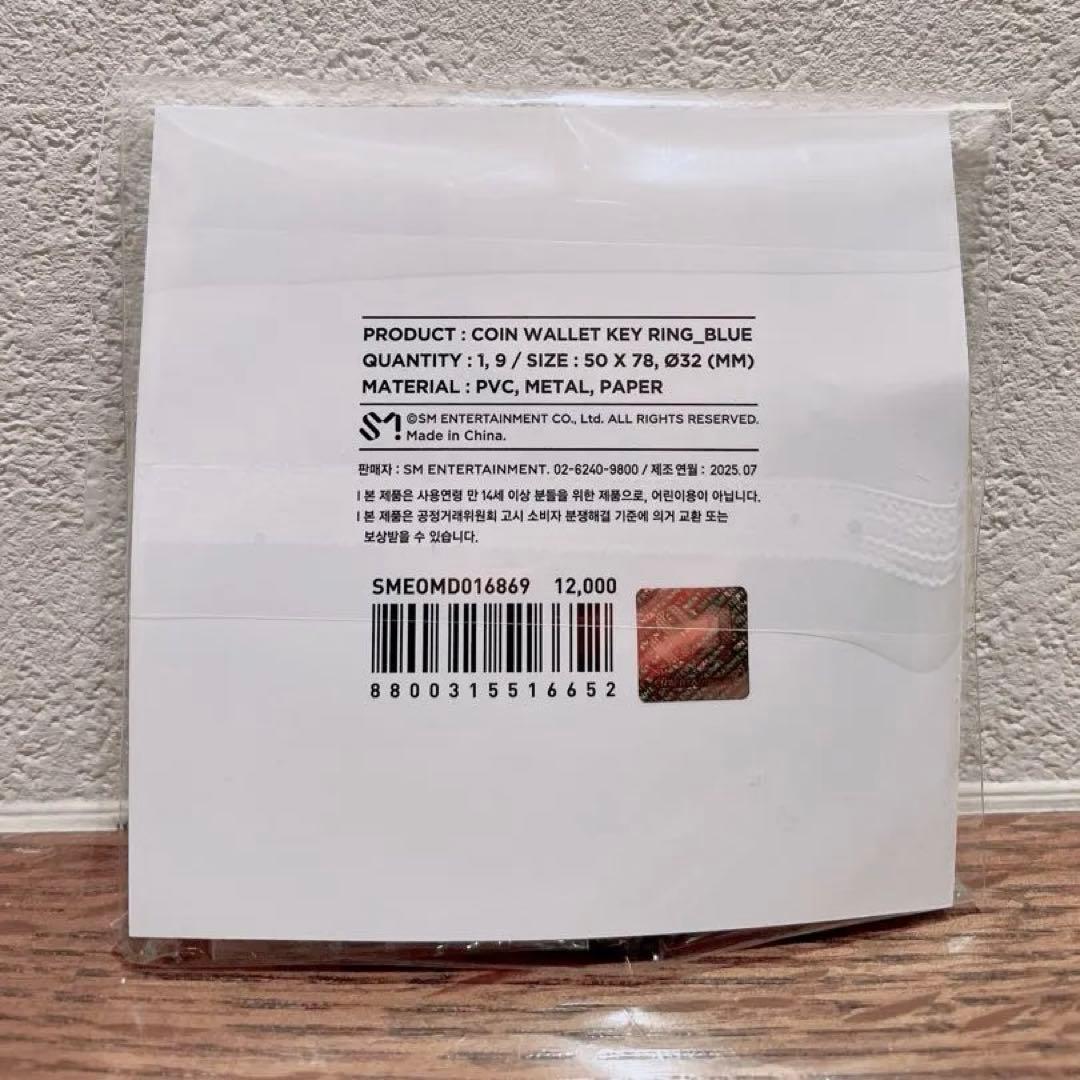 PRODUCT : COIN WALLET KEY RING_BLUE
QUANTITY : 1, 9 / SIZE : 50 X 78, Ø32 (MM)
MATERIAL : PVC, METAL, PAPER
SM ©SM ENTERTAINMENT CO., Ltd. ALL RIGHTS RESERVED.
Made in China.
판매자 : SM ENTERTAINMENT. 02-6240-9800 / 제조연월 : 2025.07
l 본 제품은 사용연령 만 14세 이상 분들을 위한 제품으로, 어린이용이 아닙니다.
l 본 제품은 공정거래위원회 고시 소비자 분쟁해결 기준에 의거 교환 또는
보상받을 수 있습니다.
SMEOMD016869 12,000
8800315516652